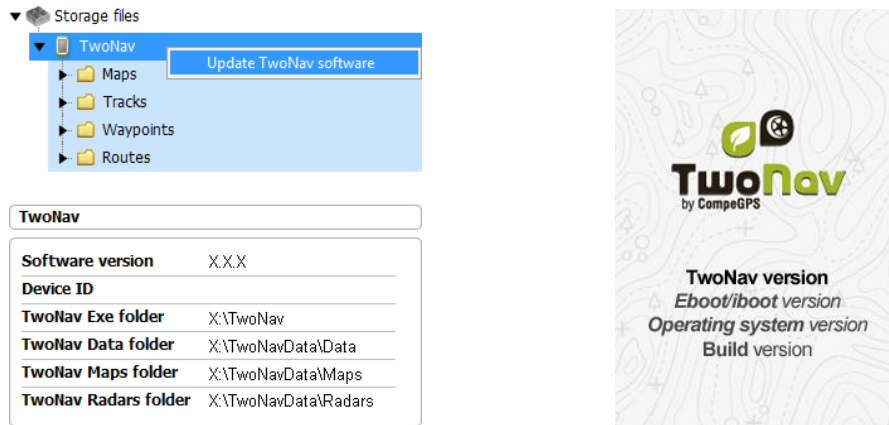 Storage files
TwoNav
Update TwoNav software
Maps
Tracks
Waypoints
Routes
TwoNav
Software version X.X.X
Device ID
TwoNav Exe folder X:\TwoNav
TwoNav Data folder X:\TwoNavData\Data
TwoNav Maps folder X:\TwoNavData\Maps
TwoNav Radars folder X:\TwoNavData\Radars
TwoNav
by CompeGPS
TwoNav version
Eboot/iboot version
Operating system version
Build version